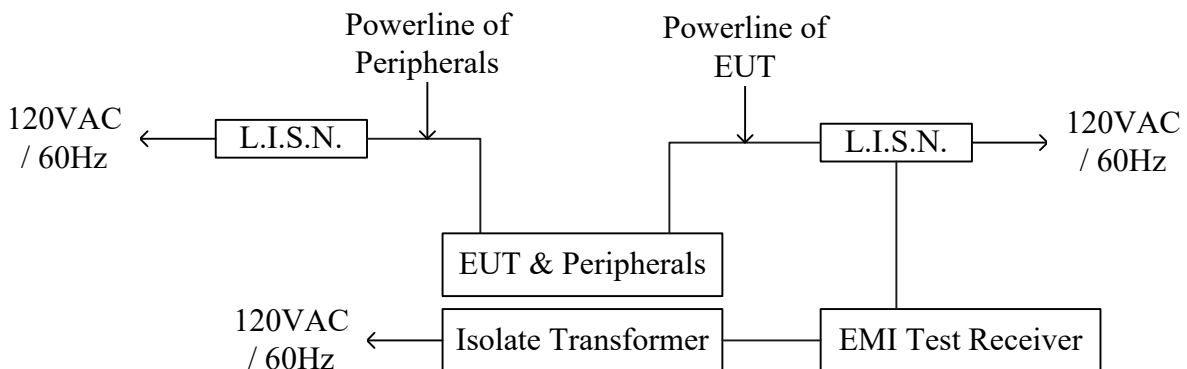 Powerline of
Peripherals
Powerline of
EUT
120VAC
/ 60Hz
L.I.S.N.
L.I.S.N.
120VAC
/ 60Hz
EUT & Peripherals
120VAC
/ 60Hz
Isolate Transformer
EMI Test Receiver